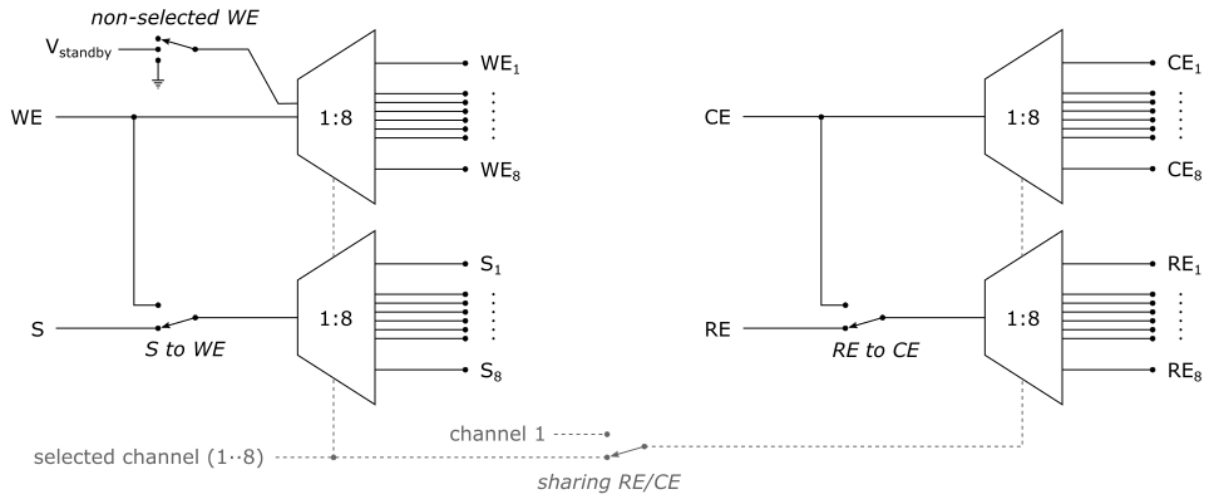 non-selected WE
Vstandby
WE
1:8
WE1
WE8
S
S to WE
1:8
S1
S8
CE
1:8
CE1
CE8
RE
RE to CE
1:8
RE1
RE8
channel 1
selected channel (1··8)
sharing RE/CE